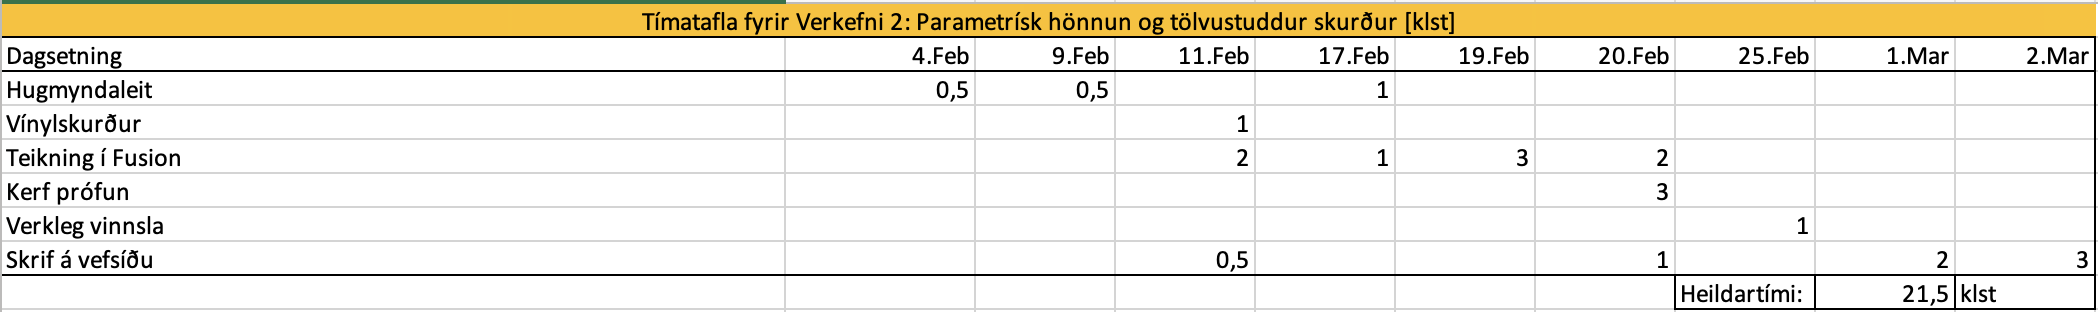 Tímatafla fyrir Verkefni 2: Parametrísk hönnun og tölvustuddur skurður [klst]
Dagsetning 4.Feb 9.Feb 11.Feb 17.Feb 19.Feb 20.Feb 25.Feb 1.Mar 2.Mar
Hugmyndaleit 0,5 0,5 1
Vínylskurður 1
Teikning í Fusion 2 1 3 2
Kerf prófun 3
Verkleg vinnsla 1
Skrif á vefsíðu 0,5 1 2 3
Heildartími: 21,5 klst